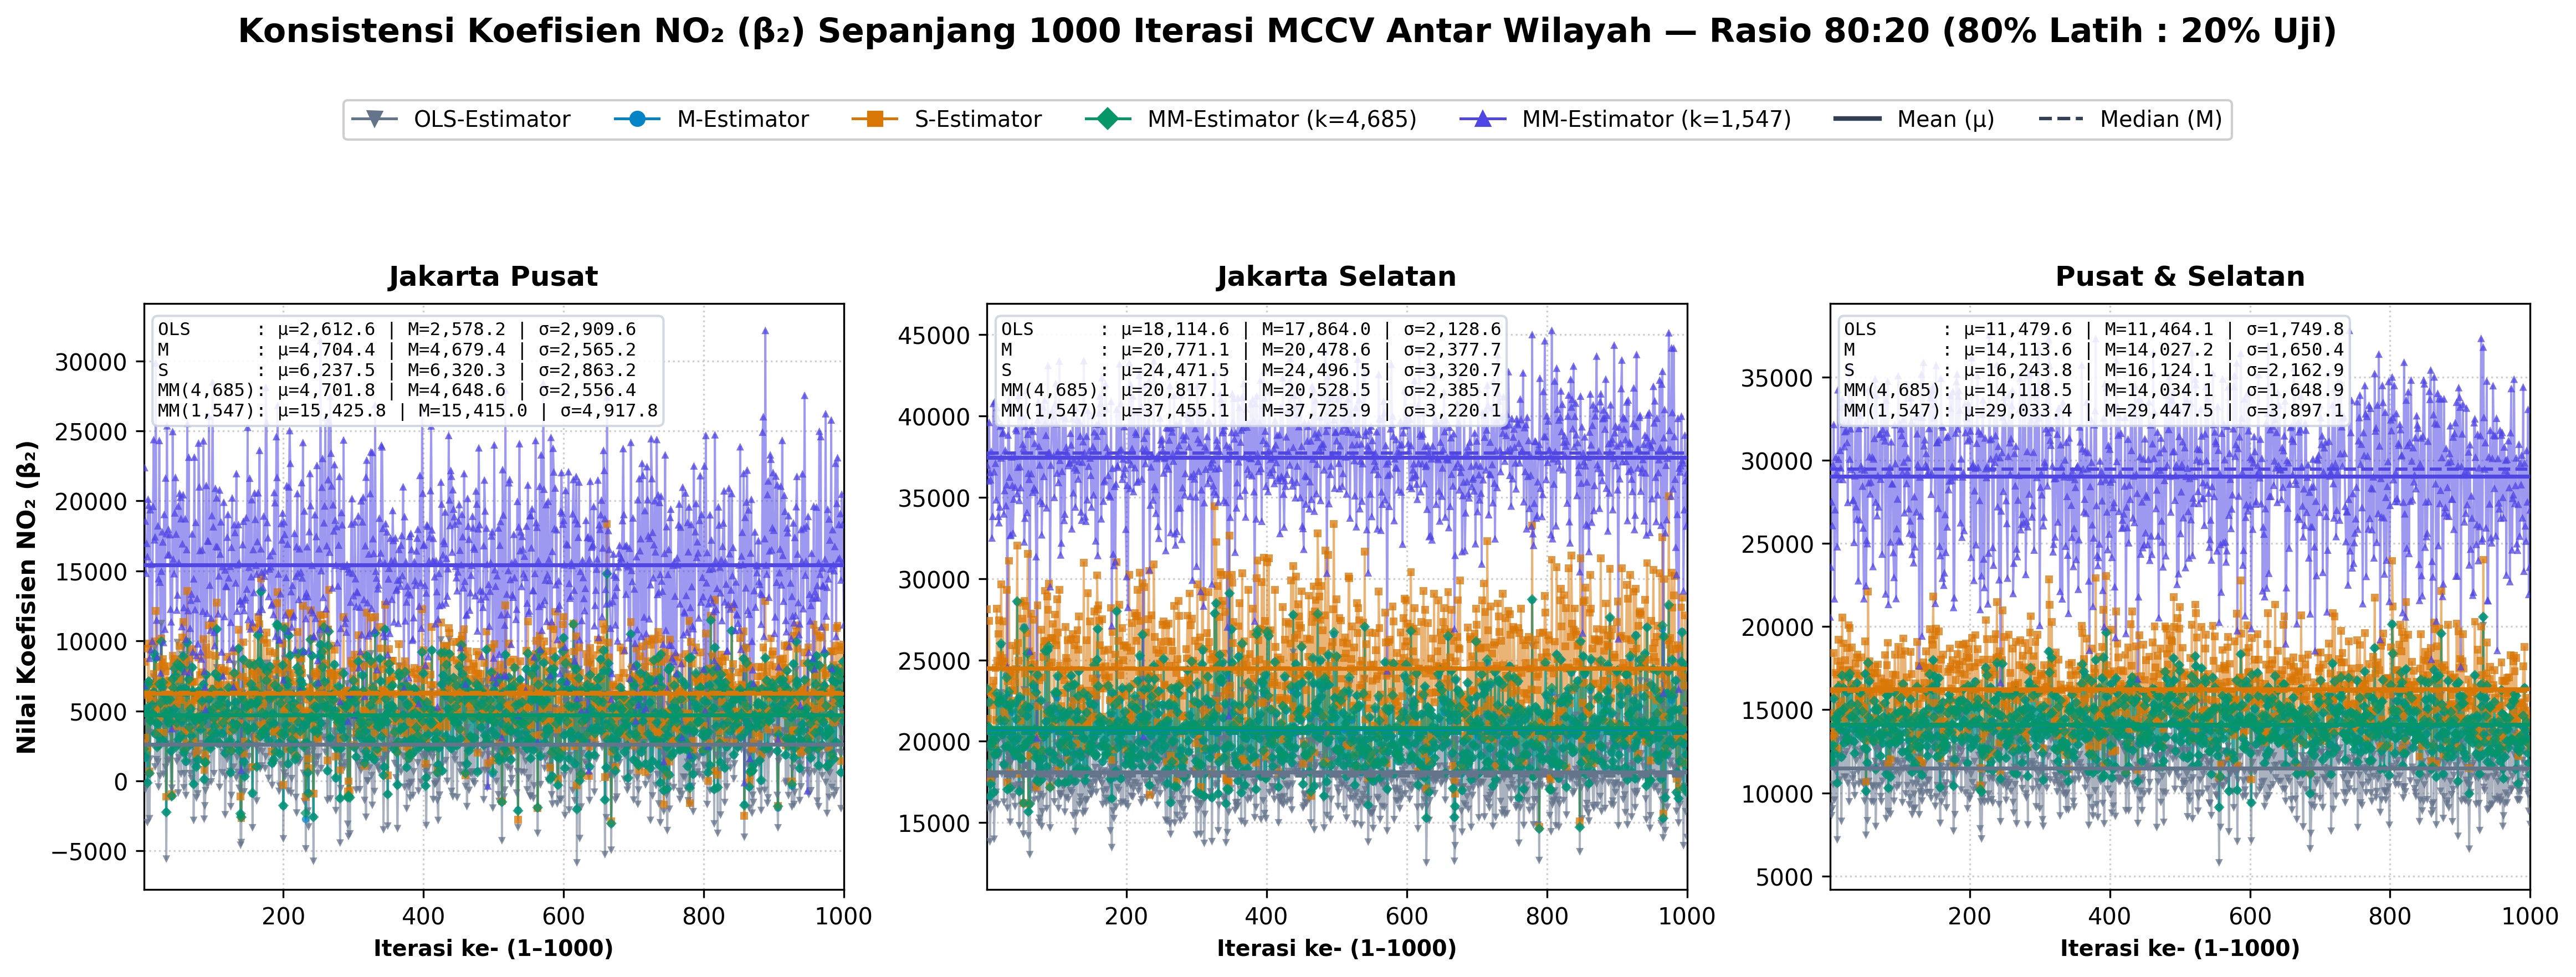 Konsistensi Koefisien NO₂ (β₂) Sepanjang 1000 Iterasi MCCV Antar Wilayah — Rasio 80:20 (80% Latih : 20% Uji)
OLS-Estimator M-Estimator S-Estimator MM-Estimator (k=4,685) MM-Estimator (k=1,547) Mean (μ) Median (M)
Jakarta Pusat
OLS : μ=2,612.6 | M=2,578.2 | σ=2,909.6
M : μ=4,704.4 | M=4,679.4 | σ=2,565.2
S : μ=6,237.5 | M=6,320.3 | σ=2,863.2
MM(4,685): μ=4,701.8 | M=4,648.6 | σ=2,556.4
MM(1,547): μ=15,425.8 | M=15,415.0 | σ=4,917.8
Nilai Koefisien NO₂ (β₂)
30000
25000
20000
15000
10000
5000
0
−5000
200 400 600 800 1000
Iterasi ke- (1–1000)
Jakarta Selatan
OLS : μ=18,114.6 | M=17,864.0 | σ=2,128.6
M : μ=20,771.1 | M=20,478.6 | σ=2,377.7
S : μ=24,471.5 | M=24,496.5 | σ=3,320.7
MM(4,685): μ=20,817.1 | M=20,528.5 | σ=2,385.7
MM(1,547): μ=37,455.1 | M=37,725.9 | σ=3,220.1
45000
40000
35000
30000
25000
20000
15000
200 400 600 800 1000
Iterasi ke- (1–1000)
Pusat & Selatan
OLS : μ=11,479.6 | M=11,464.1 | σ=1,749.8
M : μ=14,113.6 | M=14,027.2 | σ=1,650.4
S : μ=16,243.8 | M=16,124.1 | σ=2,162.9
MM(4,685): μ=14,118.5 | M=14,034.1 | σ=1,648.9
MM(1,547): μ=29,033.4 | M=29,447.5 | σ=3,897.1
35000
30000
25000
20000
15000
10000
5000
200 400 600 800 1000
Iterasi ke- (1–1000)